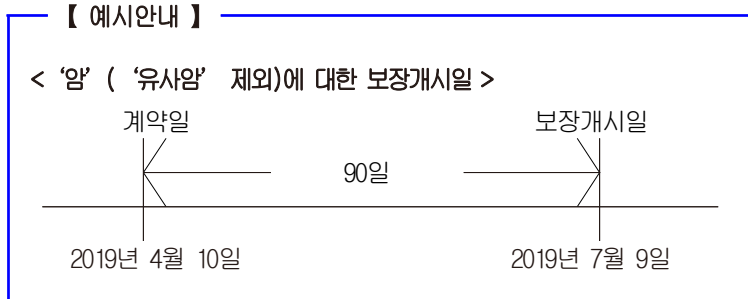 【 예시안내 】
< ‘암’ ( ‘유사암’ 제외)에 대한 보장개시일 >
계약일 보장개시일
90일
2019년 4월 10일 2019년 7월 9일